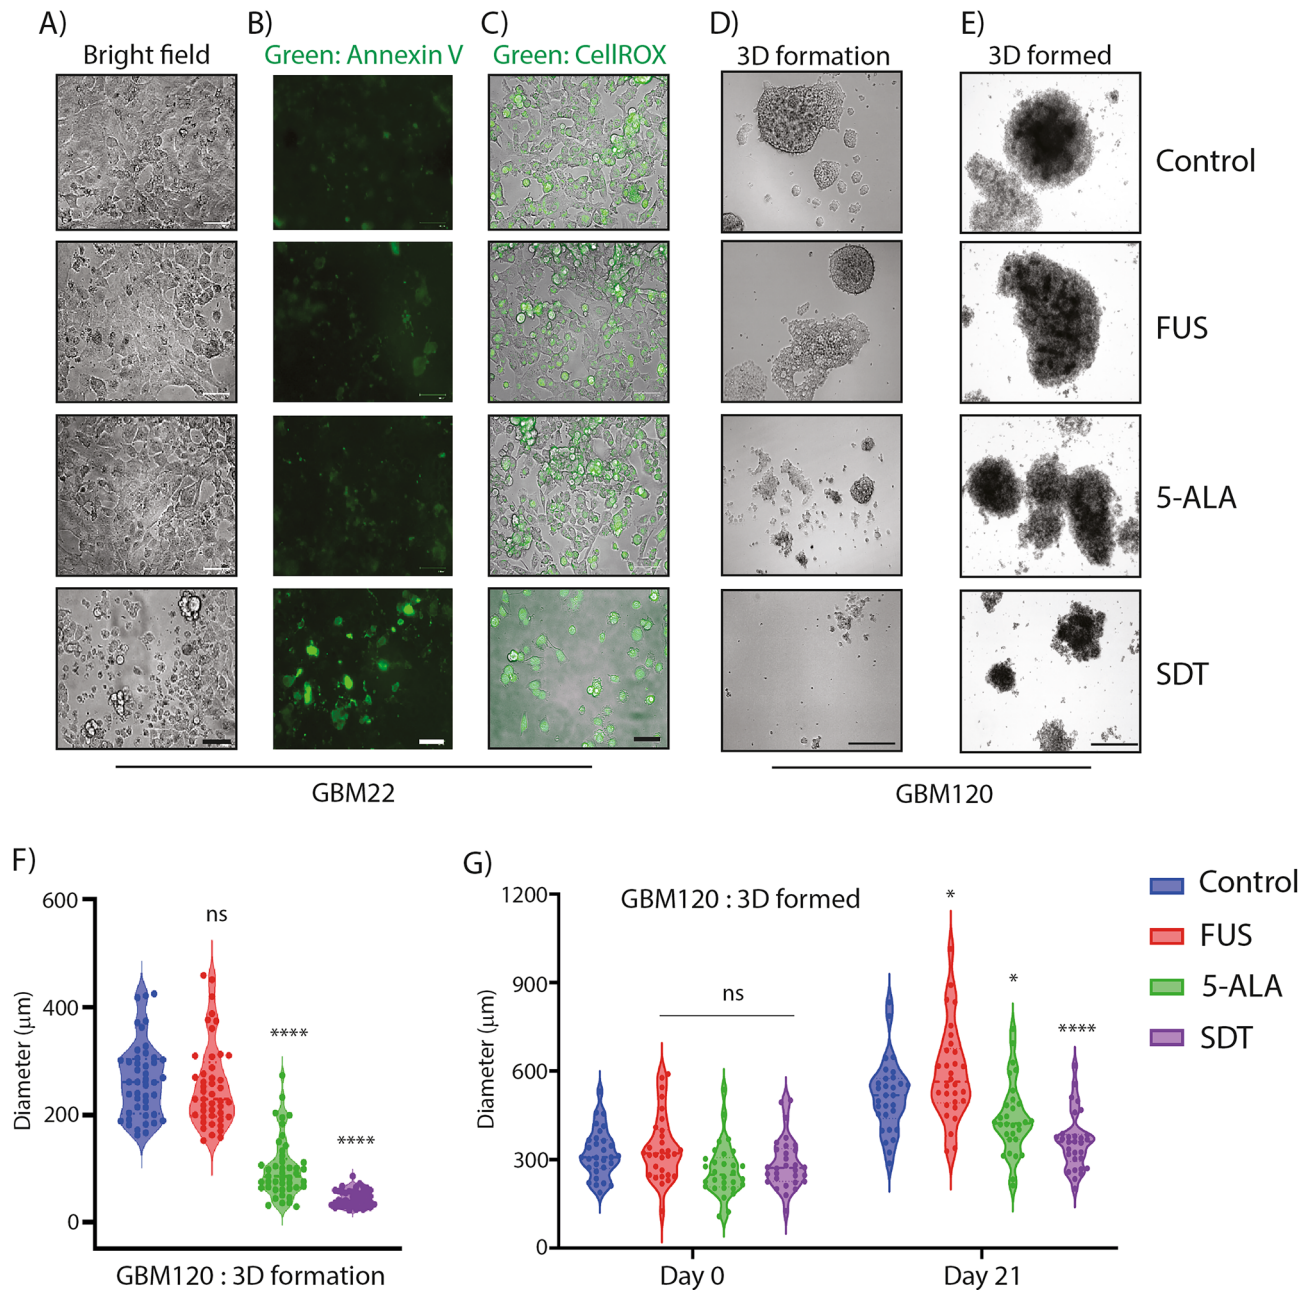 A)
B)
C)
D)
E)
Bright field
Green: Annexin V
Green: CellROX
3D formation
3D formed
Control
FUS
5-ALA
SDT
GBM22
GBM120
F)
600
400
200
0
Diameter (μm)
ns
****
****
GBM120 : 3D formation
G)
GBM120 : 3D formed
1200
900
600
300
0
Diameter (μm)
ns
*
*
****
Day 0
Day 21
Control
FUS
5-ALA
SDT